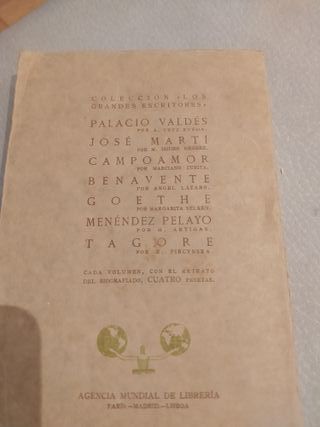 COLECCIÓN «LOS
GRANDES ESCRITORES»
PALACIO VALDÉS
POR A. CRUZ RUEDA.
JOSÉ MARTÍ
POR M. ISIDRO MÉNDEZ.
CAMPOAMOR
POR MARCIANO ZURITA.
BENAVENTE
POR ANGEL LÁZARO.
GOETHE
POR MARGARITA NELKEN.
MENÉNDEZ PELAYO
POR M. ARTIGAS.
TAGORE
POR Z. PIECYNSKA.
CADA VOLUMEN, CON EL RETRATO
DEL BIOGRAFIADO, CUATRO PESETAS.
AGENCIA MUNDIAL DE LIBRERÍA
PARÍS—MADRID—LISBOA